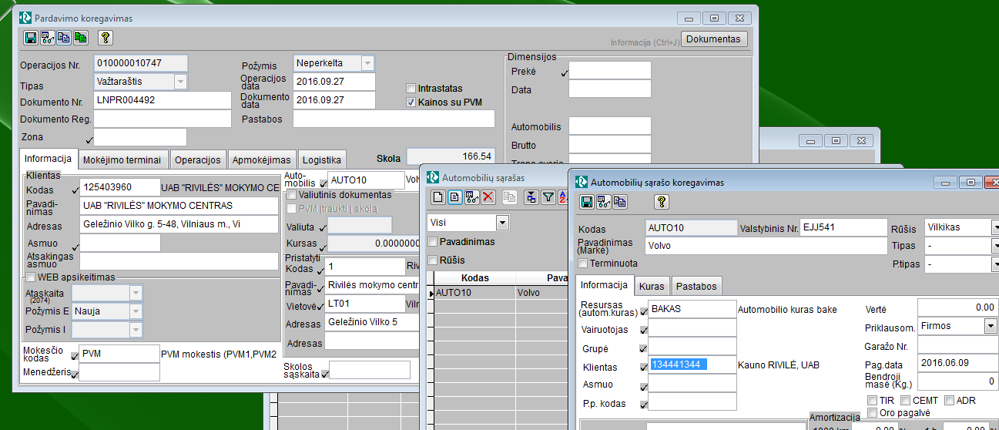 Pardavimo koregavimas
Informacija (Ctrl+J) Dokumentas
Operacijos Nr. 010000010747 Požymis Neperkelta
Tipas Važtaraštis Operacijos data 2016.09.27 Intrastatas
Dokumento Nr. LNPR004492 Dokumento data 2016.09.27 Kainos su PVM
Dokumento Reg. Pastabos
Zona
Dimensijos
Prekė
Data
Automobilis
Brutto
Informacija Mokėjimo terminai Operacijos Apmokėjimas Logistika Skola 166.54
Klientas
Kodas 125403960 UAB "RIVILĖS" MOKYMO CE
Pavadi-
nimas UAB "RIVILĖS" MOKYMO CENTRAS
Adresas Geležinio Vilko g. 5-48, Vilniaus m., Vi
Asmuo
Atsakingas
asmuo
WEB apsikeitimas
Ataskaita
(2074)
Požymis E Nauja
Požymis I
Mokesčio
kodas PVM PVM mokestis (PVM1,PVM2
Menedžeris
Auto-
mobilis AUTO10 Volv
Valiutinis dokumentas
PVM įtraukti į skolą
Valiuta
Kursas 0.0000000
Pristatyti
Kodas 1 Riv
Pavadi-
nimas Rivilės mokymo centr
Vietovė LT01 Viln
Adresas Geležinio Vilko 5
Adresas
Skolos
sąskaita
Automobilių sąrašas
Visi
Pavadinimas
Rūšis
Kodas Pava
AUTO10 Volvo
Automobilių sąrašo koregavimas
Kodas AUTO10 Valstybinis Nr. EJJ541 Rūšis Vilkikas
Pavadinimas
(Markė) Volvo Tipas -
Terminuota P.tipas -
Informacija Kuras Pastabos
Resursas
(autom.kuras) BAKAS Automobilio kuras bake Vertė 0.00
Vairuotojas Priklausom. Firmos
Grupė Garažo Nr.
Klientas 134441344 Kauno RIVILĖ, UAB Pag.data 2016.06.09
Asmuo Bendroji
masė (Kg.) 0
P.p. kodas TIR CEMT ADR
Oro pagalvė
Amortizacija